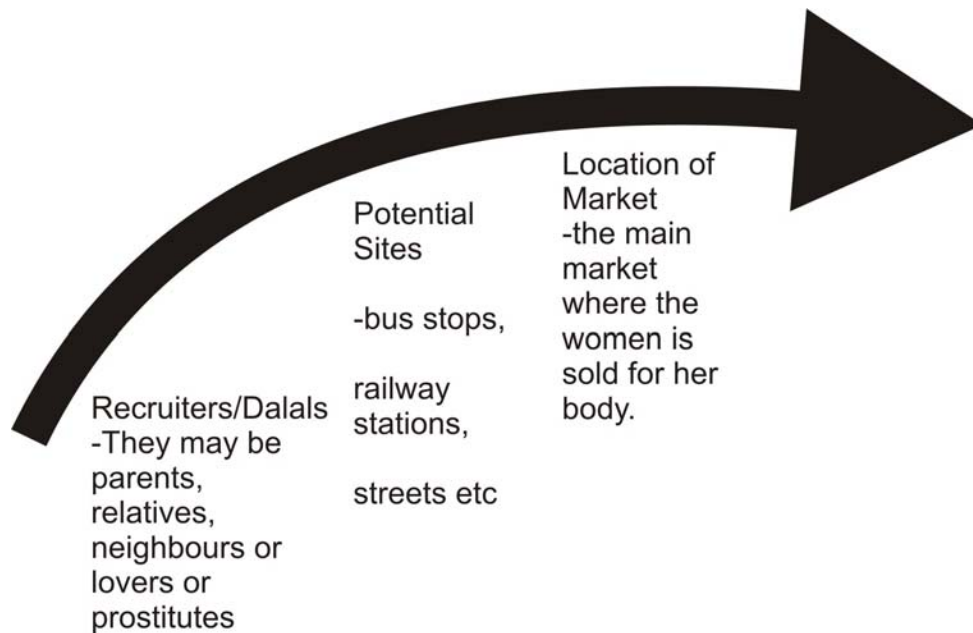 Recruiters/Dalals
-They may be
parents,
relatives,
neighbours or
lovers or
prostitutes
Potential
Sites
-bus stops,
railway
stations,
streets etc
Location of
Market
-the main
market
where the
women is
sold for her
body.